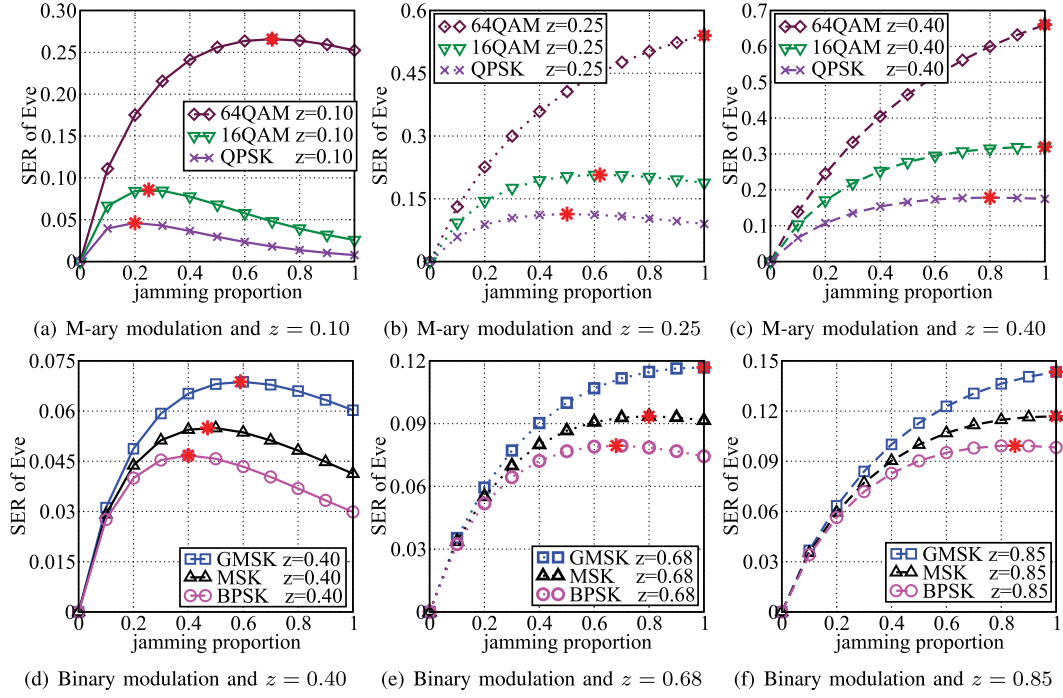 0.30
0.25
0.20
0.15
0.10
0.05
0
SER of Eve
64QAM z=0.10
16QAM z=0.10
QPSK z=0.10
0 0.2 0.4 0.6 0.8 1
jamming proportion
(a) M-ary modulation and z = 0.10
0.6
0.45
0.3
0.15
0
SER of Eve
64QAM z=0.25
16QAM z=0.25
QPSK z=0.25
0 0.2 0.4 0.6 0.8 1
jamming proportion
(b) M-ary modulation and z = 0.25
0.7
0.6
0.5
0.4
0.3
0.2
0.1
0
SER of Eve
64QAM z=0.40
16QAM z=0.40
QPSK z=0.40
0 0.2 0.4 0.6 0.8 1
jamming proportion
(c) M-ary modulation and z = 0.40
0.075
0.06
0.045
0.03
0.015
0
SER of Eve
GMSK z=0.40
MSK z=0.40
BPSK z=0.40
0 0.2 0.4 0.6 0.8 1
jamming proportion
(d) Binary modulation and z = 0.40
0.12
0.09
0.06
0.03
0
SER of Eve
GMSK z=0.68
MSK z=0.68
BPSK z=0.68
0 0.2 0.4 0.6 0.8 1
jamming proportion
(e) Binary modulation and z = 0.68
0.15
0.12
0.09
0.06
0.03
0
SER of Eve
GMSK z=0.85
MSK z=0.85
BPSK z=0.85
0 0.2 0.4 0.6 0.8 1
jamming proportion
(f) Binary modulation and z = 0.85